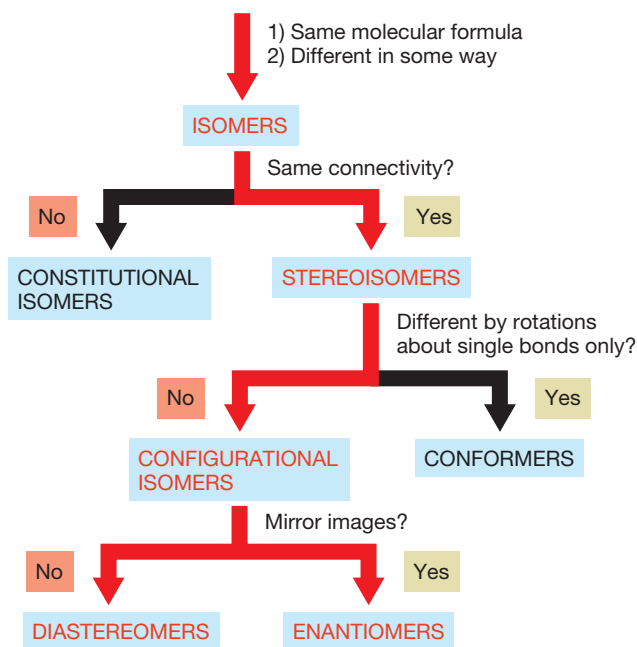 1) Same molecular formula
2) Different in some way
ISOMERS
Same connectivity?
No
Yes
CONSTITUTIONAL
ISOMERS
STEREOISOMERS
Different by rotations
about single bonds only?
No
Yes
CONFIGURATIONAL
ISOMERS
CONFORMERS
Mirror images?
No
Yes
DIASTEREOMERS
ENANTIOMERS